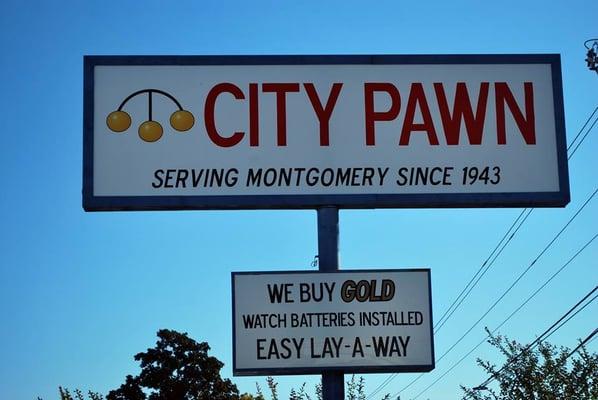 CITY PAWN
SERVING MONTGOMERY SINCE 1943
WE BUY GOLD
WATCH BATTERIES INSTALLED
EASY LAY-A-WAY